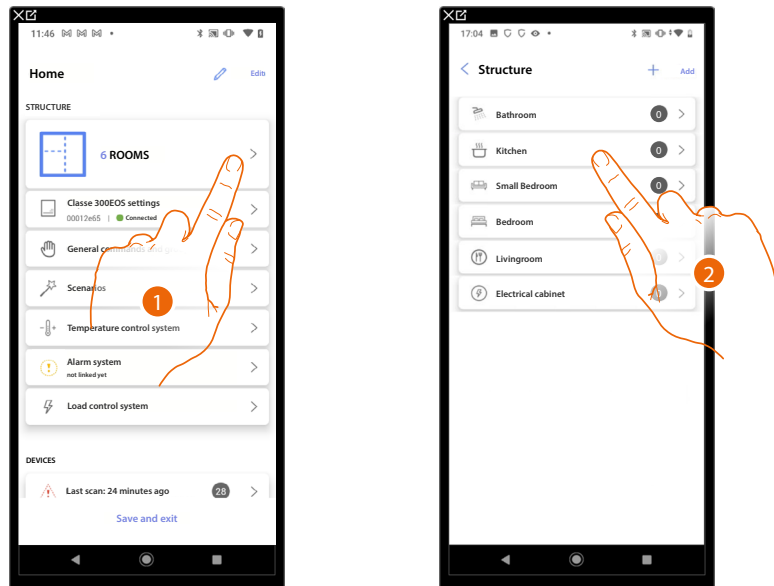 11:46
Home
Edit
STRUCTURE
6 ROOMS
Classe 300EOS settings
00012e65 | Connected
General commands
Scenarios
Temperature control system
Alarm system
not linked yet
Load control system
DEVICES
Last scan: 24 minutes ago 28
Save and exit
1
17:04
Structure
Add
Bathroom 0
Kitchen 0
Small Bedroom 0
Bedroom
Livingroom
Electrical cabinet
2